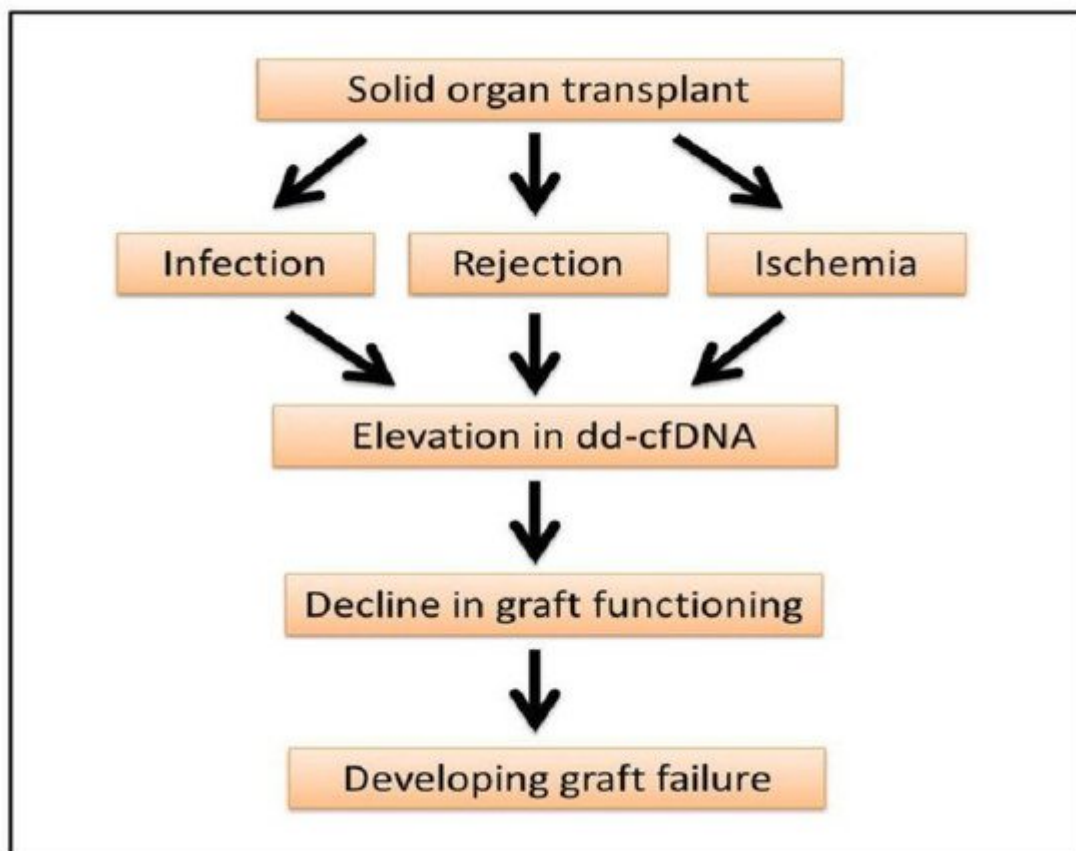 Solid organ transplant
Infection
Rejection
Ischemia
Elevation in dd-cfDNA
Decline in graft functioning
Developing graft failure